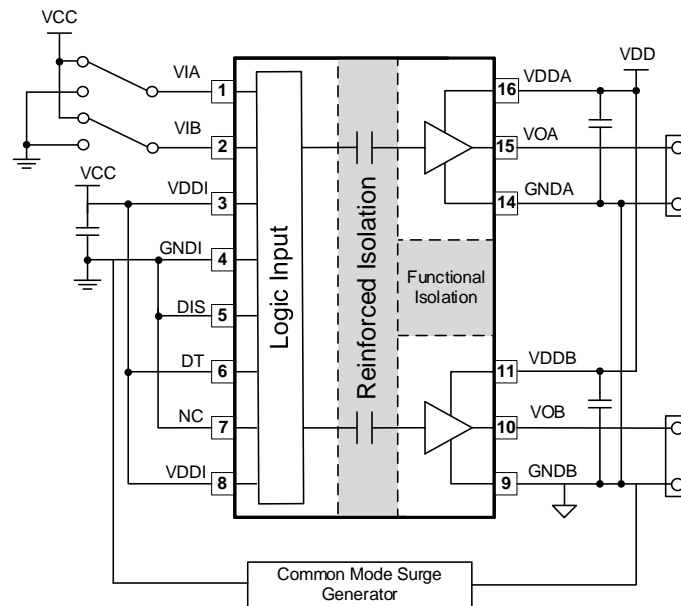 VCC
VIA
1
VIB
2
VCC
VDDI
3
GNDI
4
DIS
5
DT
6
NC
7
VDDI
8
Logic Input
Reinforced Isolation
Functional
Isolation
VDD
16
VDDA
15
VOA
14
GNDA
11
VDDB
10
VOB
9
GNDB
Common Mode Surge
Generator